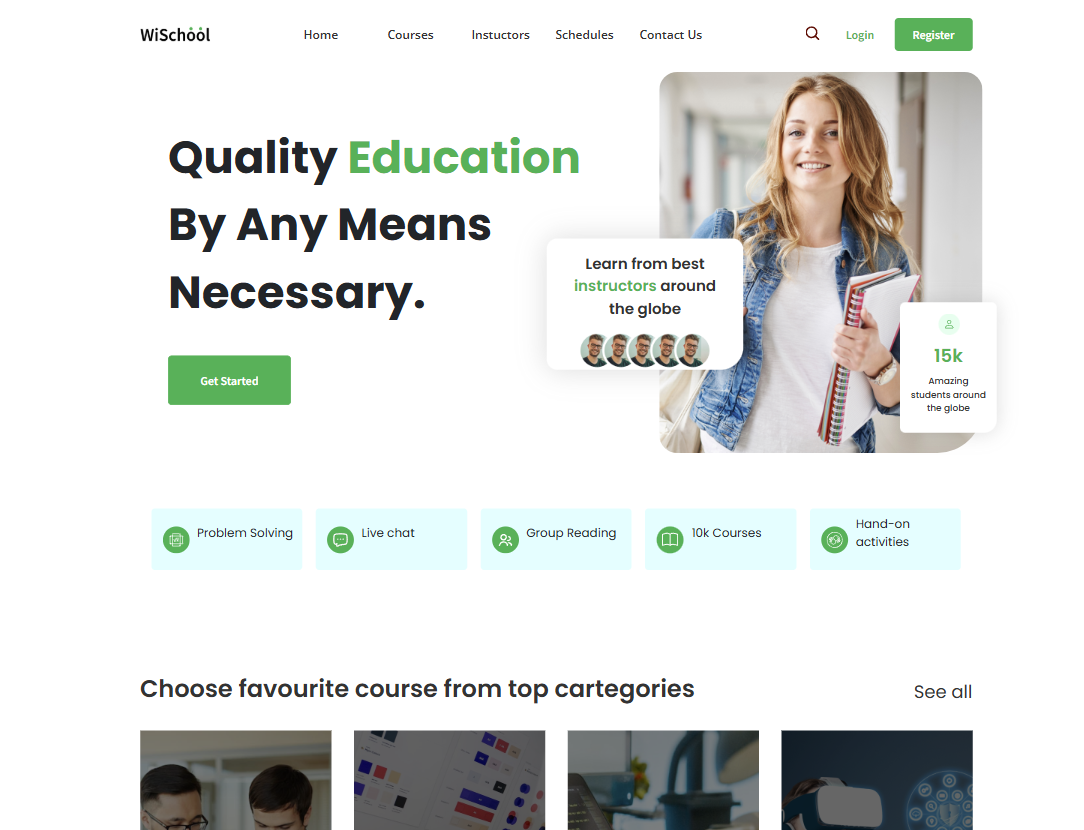 WiSchool
Home
Courses
Instuctors
Schedules
Contact Us
Login
Register
Quality Education
By Any Means
Necessary.
Get Started
Learn from best
instructors around
the globe
15k
Amazing
students around
the globe
Problem Solving
Live chat
Group Reading
10k Courses
Hand-on
activities
Choose favourite course from top cartegories
See all